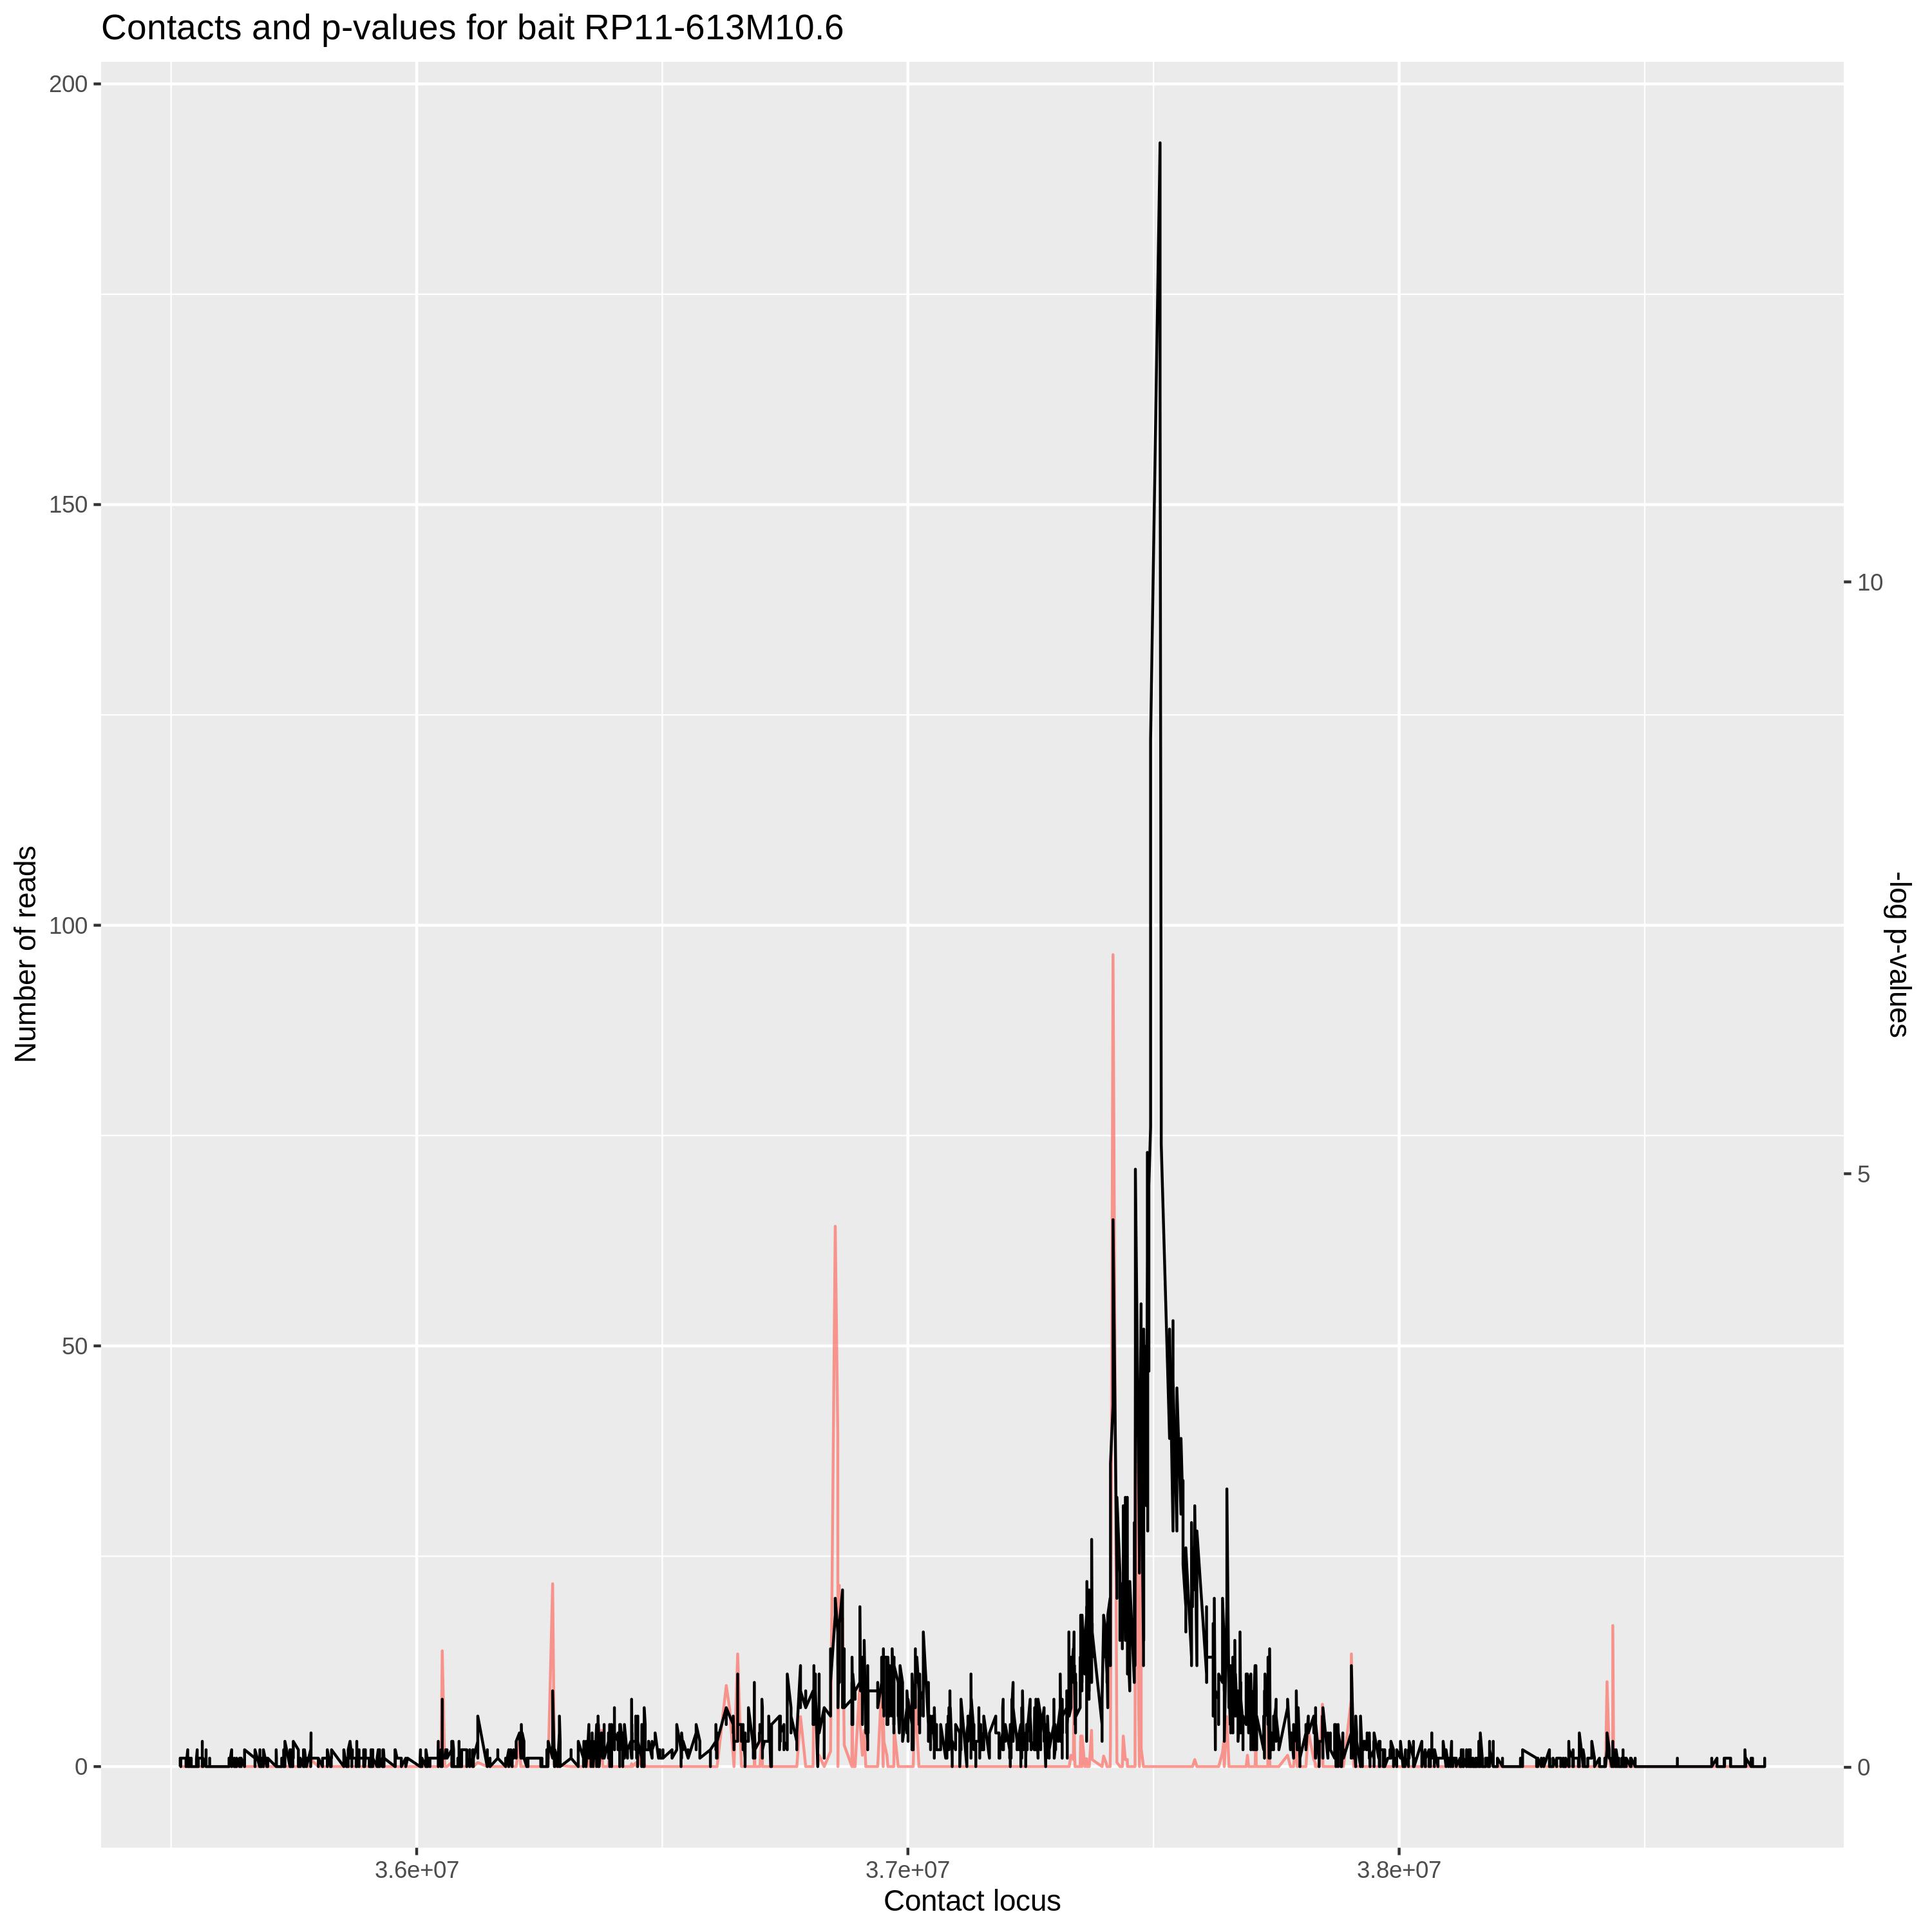 Contacts and p-values for bait RP11-613M10.6
200
150
100
50
0
Number of reads
10
5
0
-log p-values
3.6e+07
3.7e+07
3.8e+07
Contact locus